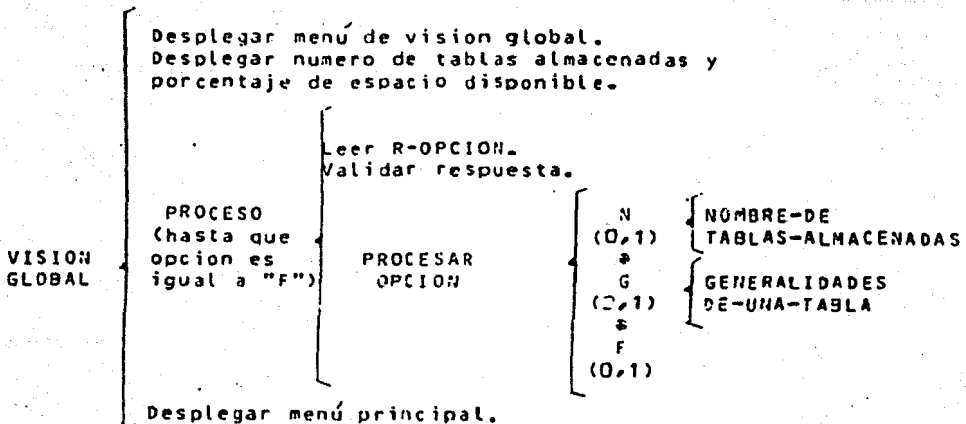 Desplegar menú de vision global.
Desplegar numero de tablas almacenadas y
porcentaje de espacio disponible.
Leer R-OPCION.
Validar respuesta.
PROCESO
(hasta que
opcion es
igual a "F")
VISION
GLOBAL
PROCESAR
OPCION
N
(0,1)
G
(0,1)
F
(0,1)
NOMBRE-DE
TABLAS-ALMACENADAS
GENERALIDADES
DE-UNA-TABLA
Desplegar menú principal.